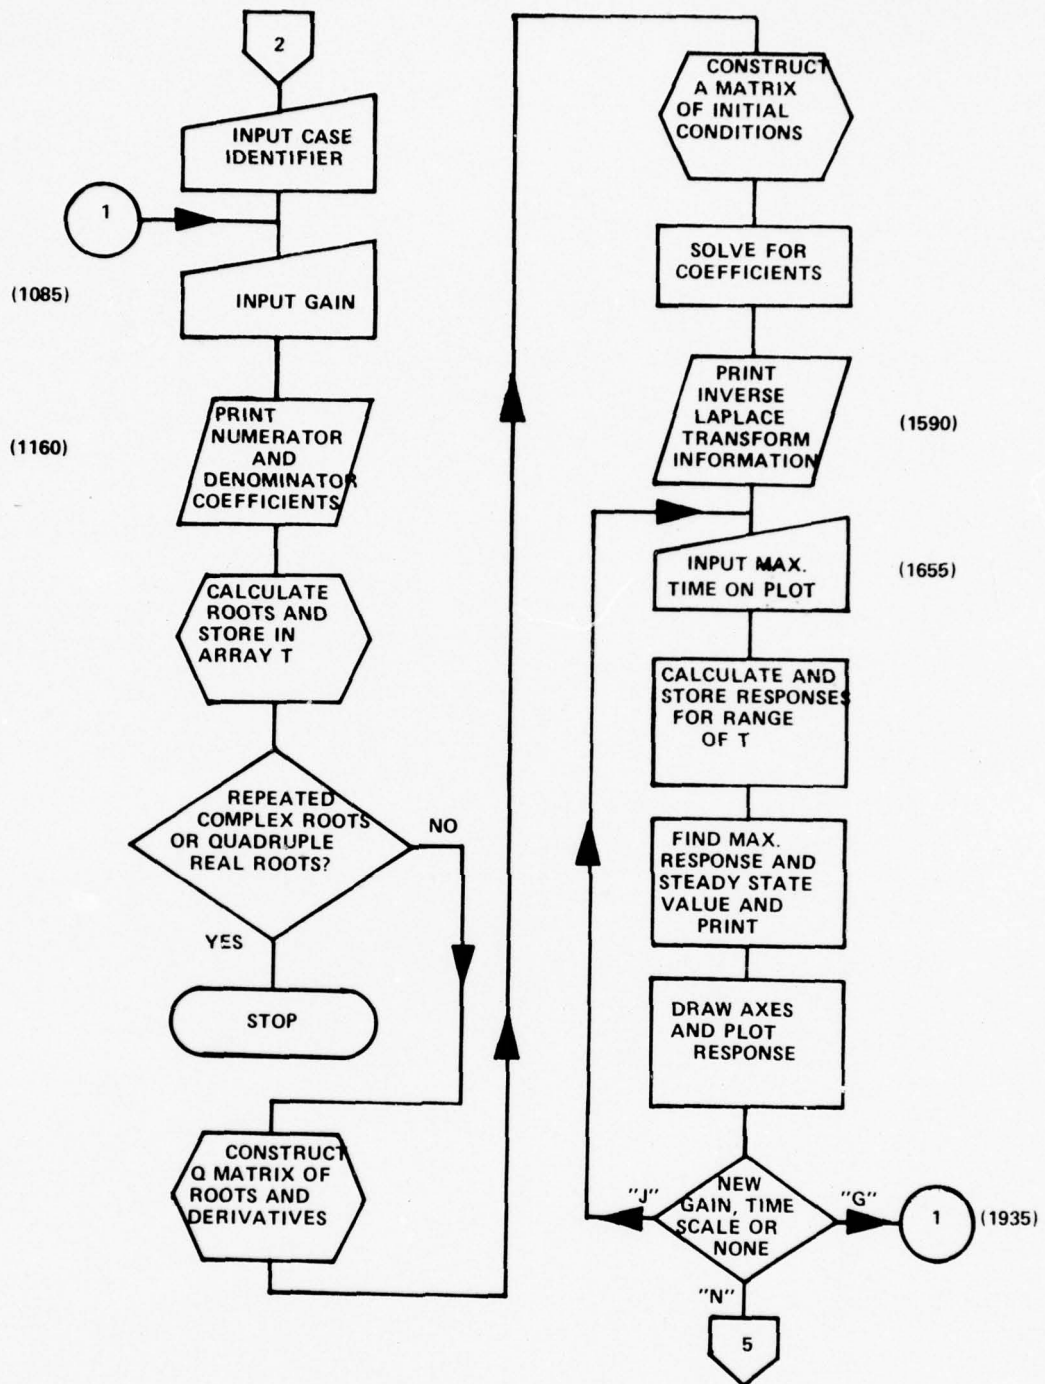 2
INPUT CASE
IDENTIFIER
1
(1085)
INPUT GAIN
(1160)
PRINT
NUMERATOR
AND
DENOMINATOR
COEFFICIENTS
CALCULATE
ROOTS AND
STORE IN
ARRAY T
REPEATED
COMPLEX ROOTS
OR QUADRUPLE
REAL ROOTS?
NO
YES
STOP
CONSTRUCT
Q MATRIX OF
ROOTS AND
DERIVATIVES
CONSTRUCT
A MATRIX
OF INITIAL
CONDITIONS
SOLVE FOR
COEFFICIENTS
PRINT
INVERSE
LAPLACE
TRANSFORM
INFORMATION
(1590)
INPUT MAX.
TIME ON PLOT
(1655)
CALCULATE AND
STORE RESPONSES
FOR RANGE
OF T
FIND MAX.
RESPONSE AND
STEADY STATE
VALUE AND
PRINT
DRAW AXES
AND PLOT
RESPONSE
NEW
GAIN, TIME
SCALE OR
NONE
"J"
"G"
1
(1935)
"N"
5